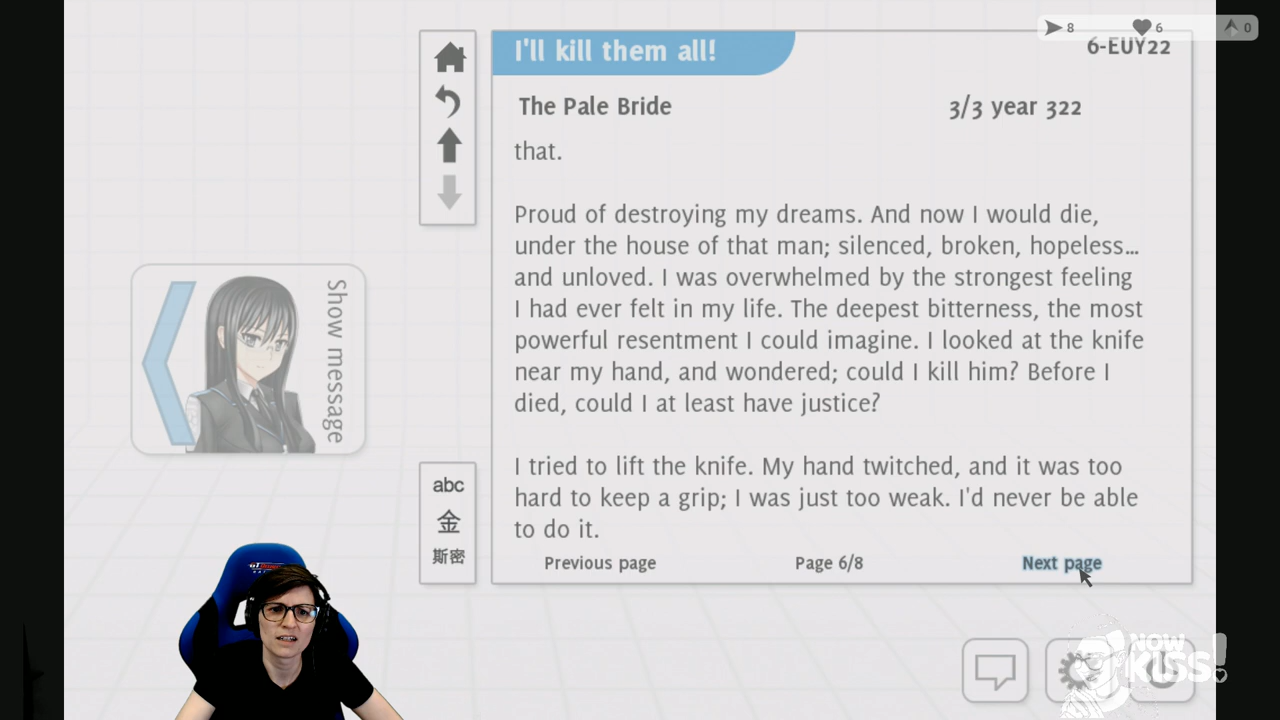 8
6
0
I'll kill them all!
6-EUY22
The Pale Bride
3/3 year 322
that.
Proud of destroying my dreams. And now I would die,
under the house of that man; silenced, broken, hopeless...
and unloved. I was overwhelmed by the strongest feeling
I had ever felt in my life. The deepest bitterness, the most
powerful resentment I could imagine. I looked at the knife
near my hand, and wondered; could I kill him? Before I
died, could I at least have justice?
I tried to lift the knife. My hand twitched, and it was too
hard to keep a grip; I was just too weak. I'd never be able
to do it.
Previous page
Page 6/8
Next page
Show message
abc
金
斯密
NOW
KISS!